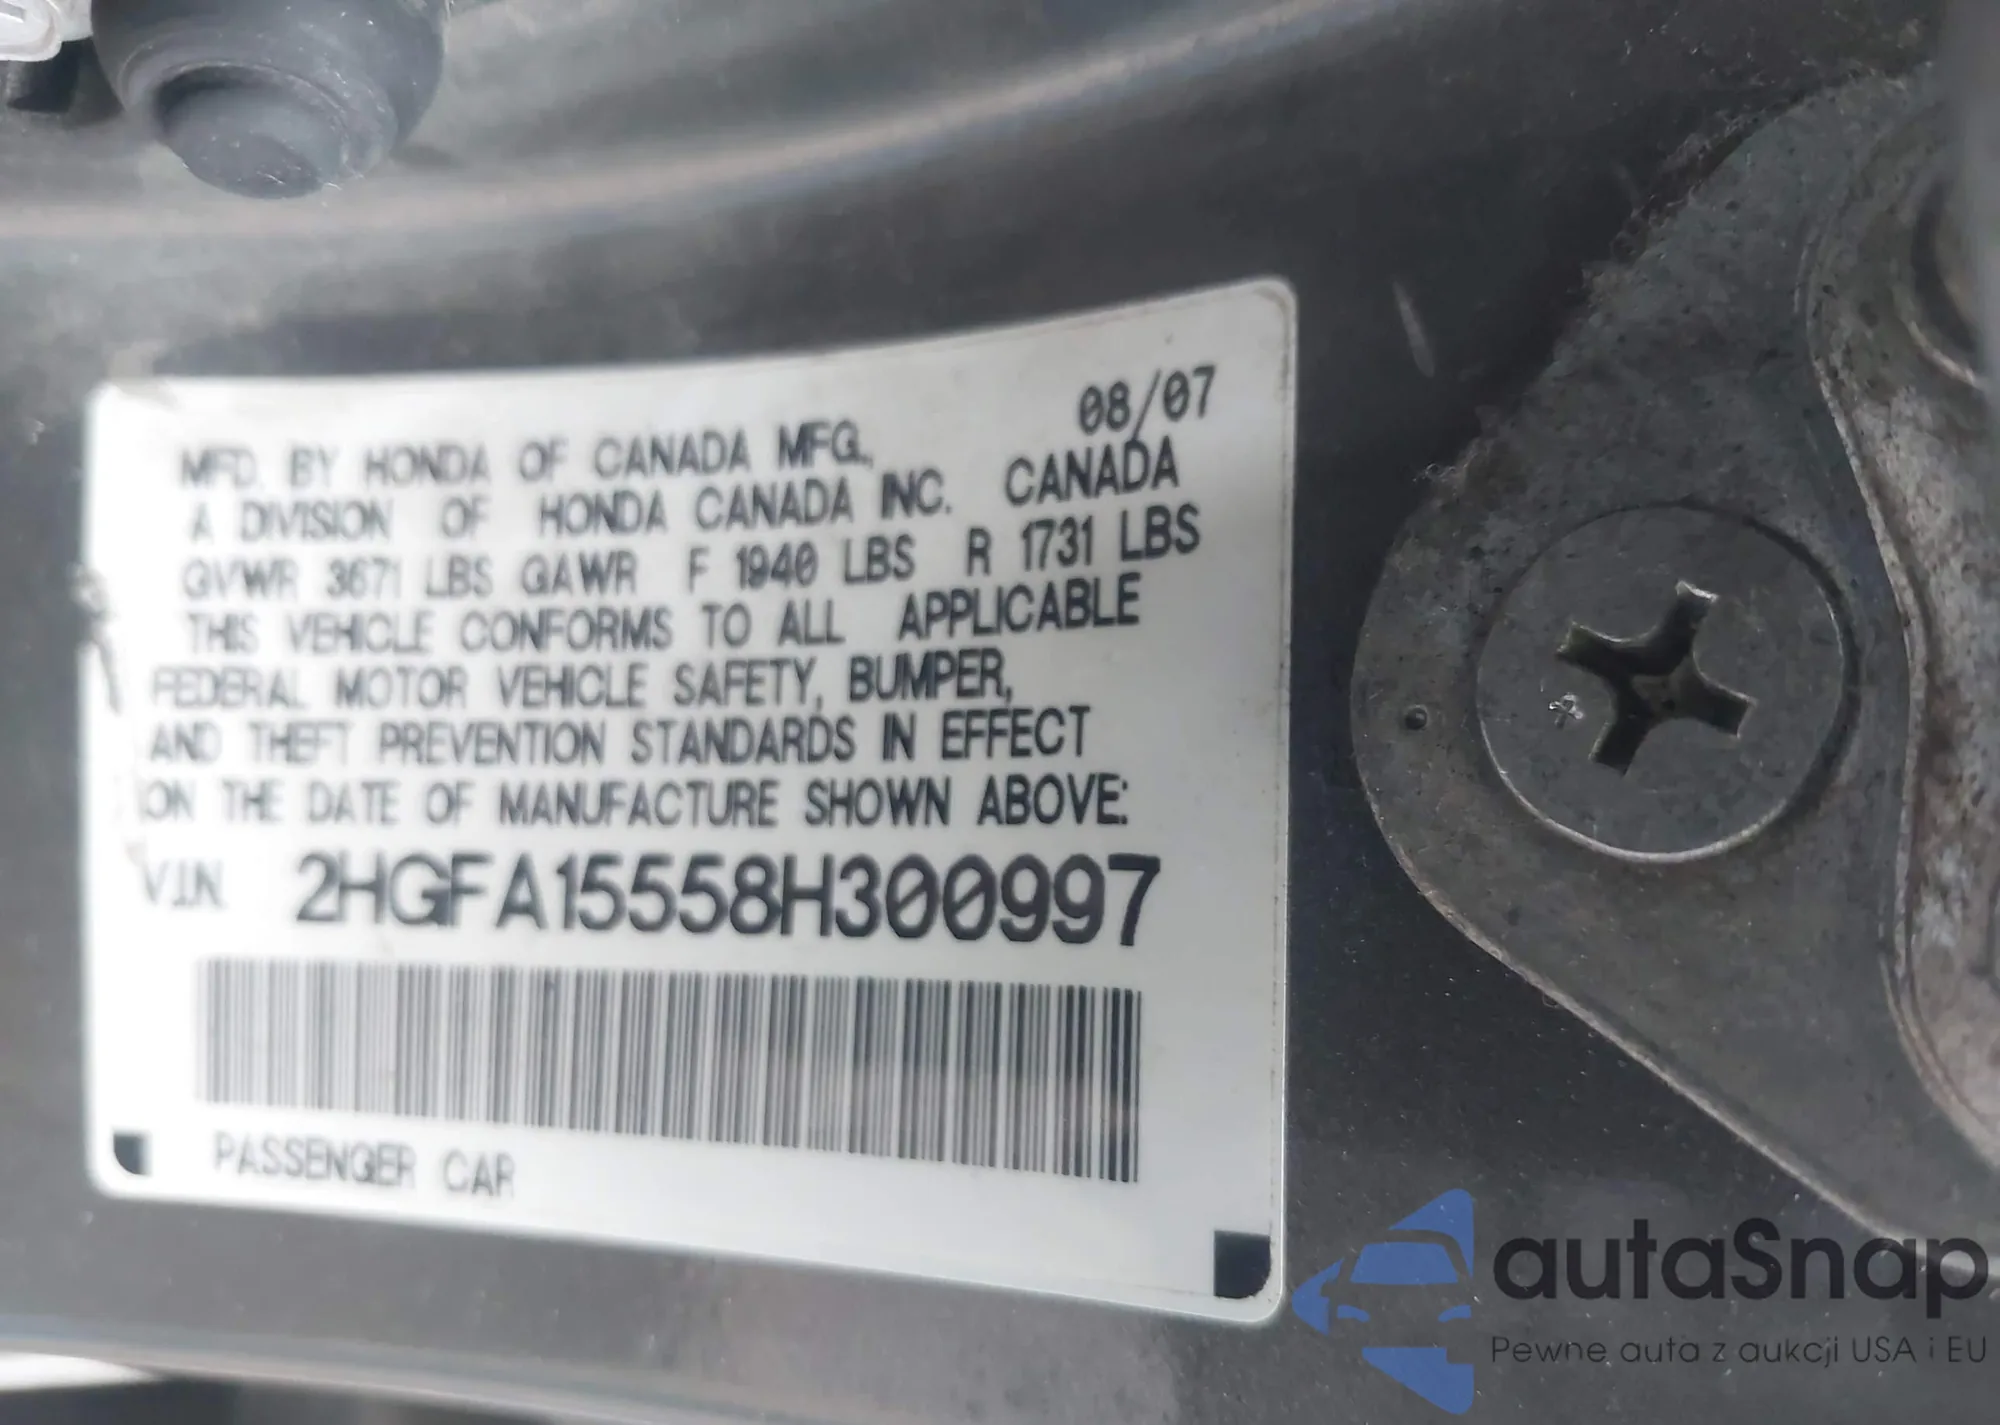 08/07
MFD. BY HONDA OF CANADA MFG.,
A DIVISION OF HONDA CANADA INC. CANADA
GVWR 3671 LBS GAWR F 1940 LBS R 1731 LBS
THIS VEHICLE CONFORMS TO ALL APPLICABLE
FEDERAL MOTOR VEHICLE SAFETY, BUMPER,
AND THEFT PREVENTION STANDARDS IN EFFECT
ON THE DATE OF MANUFACTURE SHOWN ABOVE:
V.I.N. 2HGFA15558H300997
PASSENGER CAR
autaSnap
Pewne auta z aukcji USA i EU